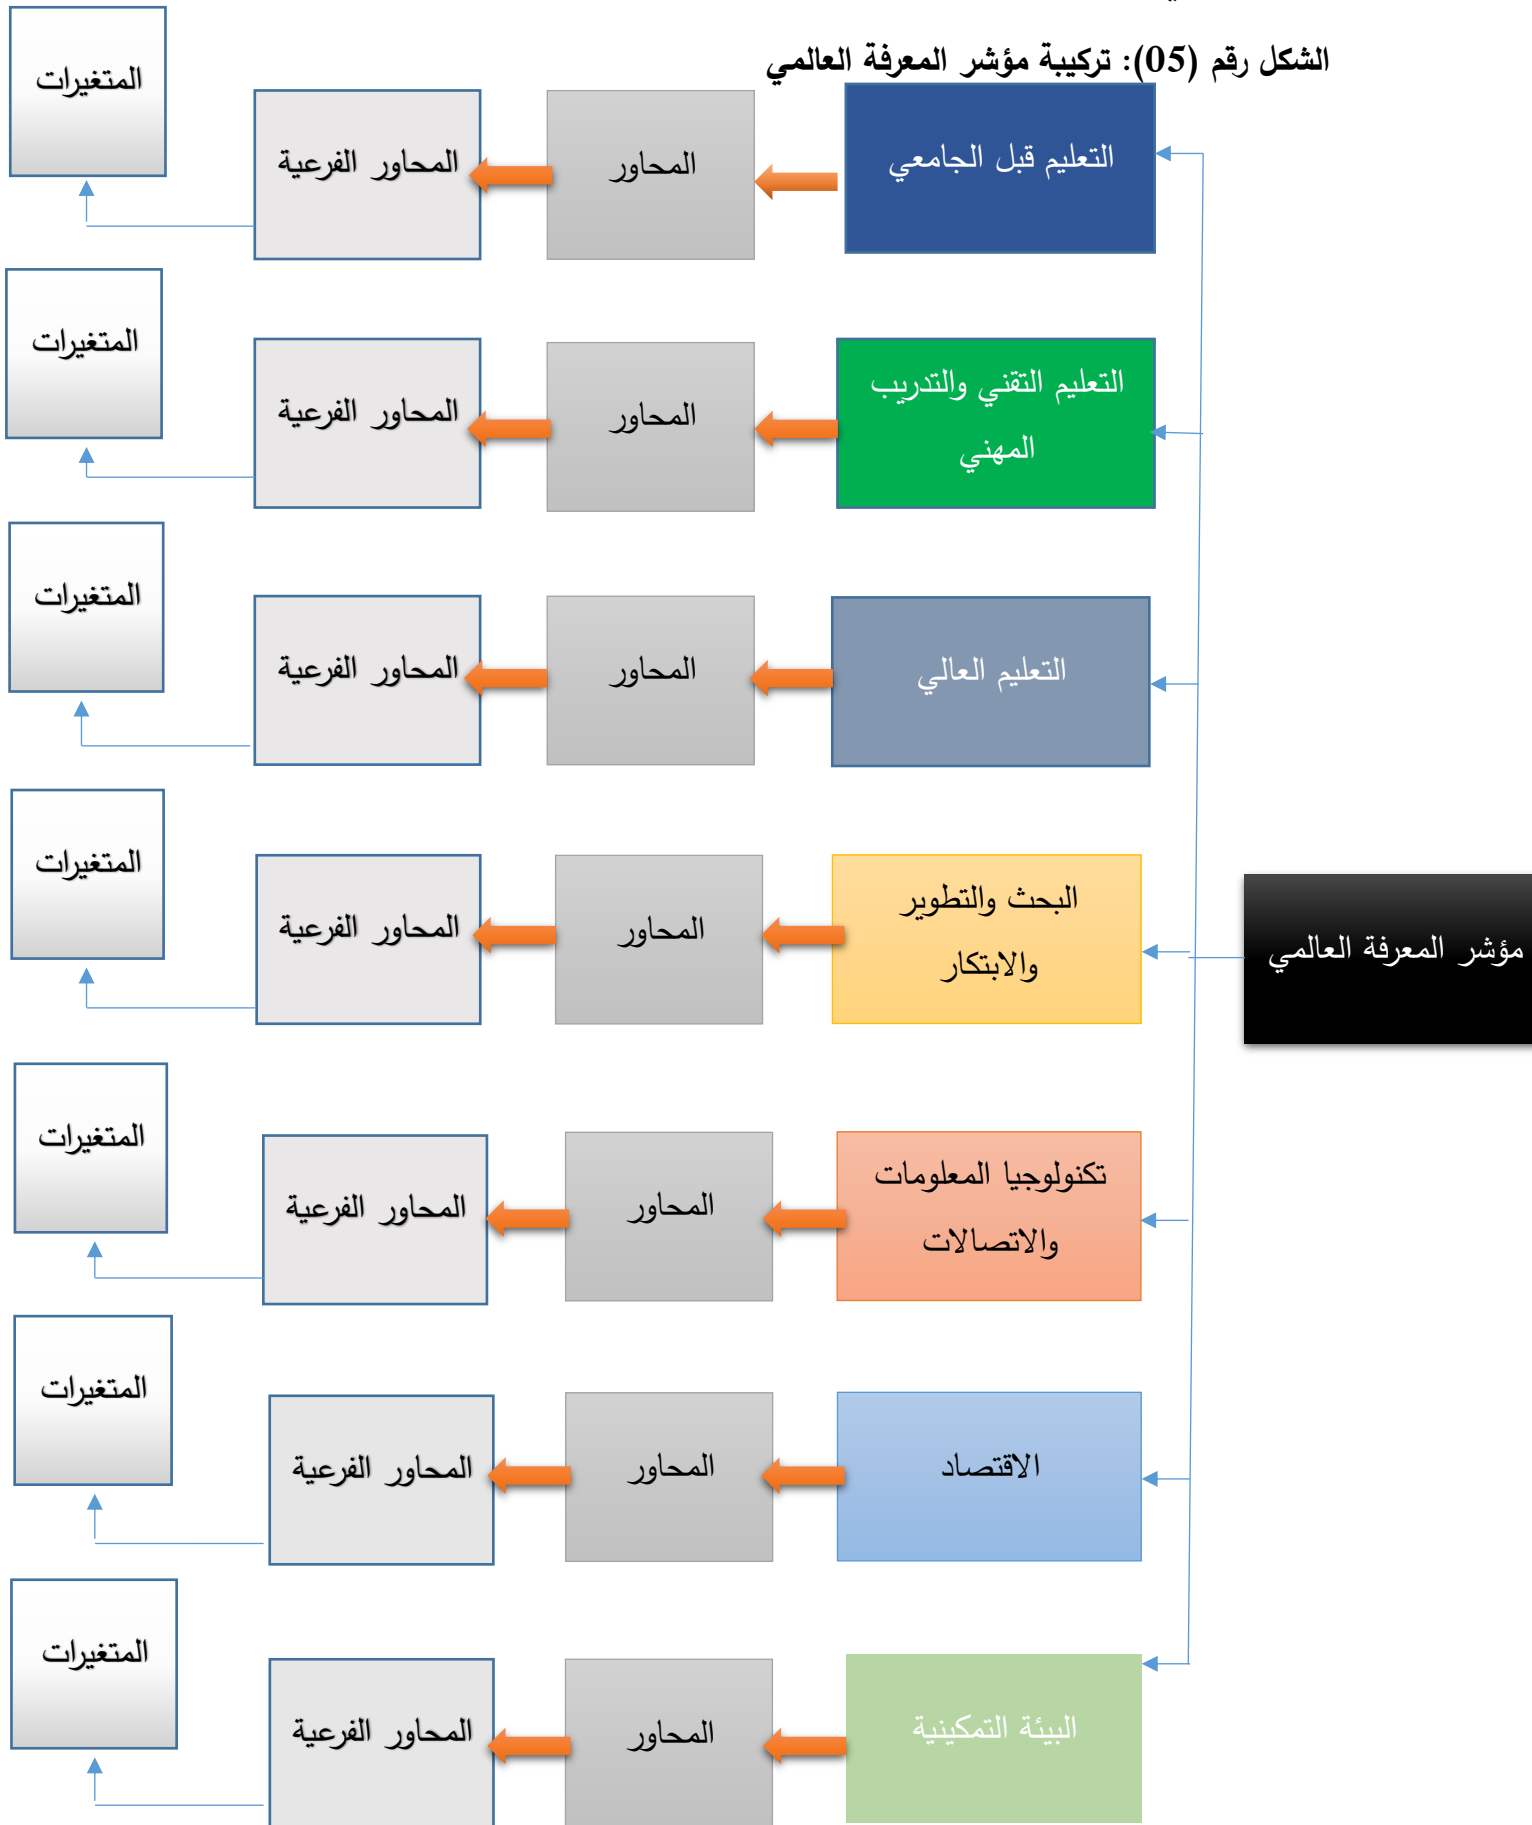 الشكل رقم (05): تركيبة مؤشر المعرفة العالمي
مؤشر المعرفة العالمي
التعليم قبل الجامعي
المحاور
المحاور الفرعية
المتغيرات
التعليم التقني والتدريب
المهني
المحاور
المحاور الفرعية
المتغيرات
التعليم العالي
المحاور
المحاور الفرعية
المتغيرات
البحث والتطوير
والابتكار
المحاور
المحاور الفرعية
المتغيرات
تكنولوجيا المعلومات
والاتصالات
المحاور
المحاور الفرعية
المتغيرات
الاقتصاد
المحاور
المحاور الفرعية
المتغيرات
البيئة التمكينية
المحاور
المحاور الفرعية
المتغيرات